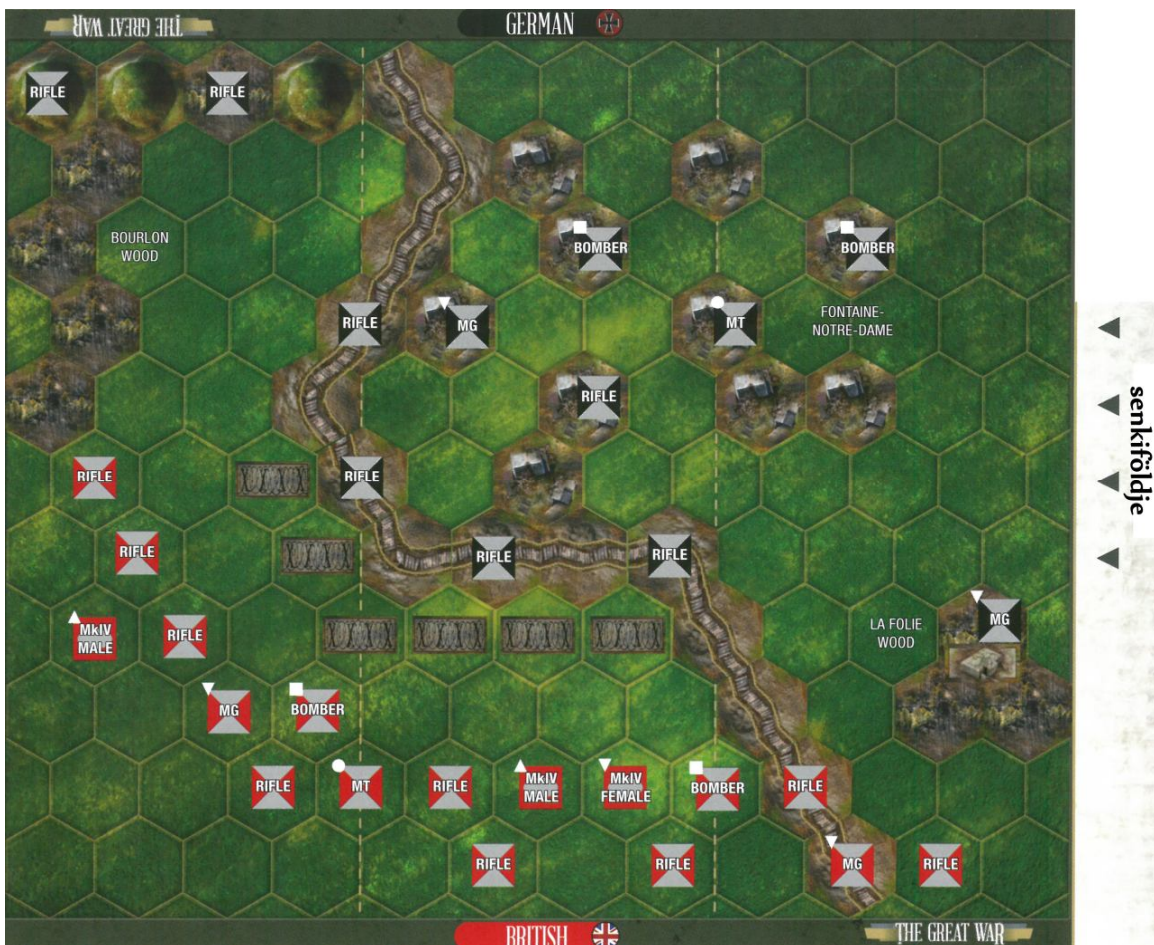 THE GREAT WAR
GERMAN
RIFLE
RIFLE
BOURLON
WOOD
BOMBER
BOMBER
RIFLE
MG
MT
FONTAINE-
NOTRE-DAME
RIFLE
RIFLE
RIFLE
RIFLE
RIFLE
RIFLE
MkIV
MALE
RIFLE
LA FOLIE
WOOD
MG
MG
BOMBER
RIFLE
MT
RIFLE
MkIV
MALE
MkIV
FEMALE
BOMBER
RIFLE
RIFLE
RIFLE
MG
RIFLE
BRITISH
THE GREAT WAR
senkiföldje